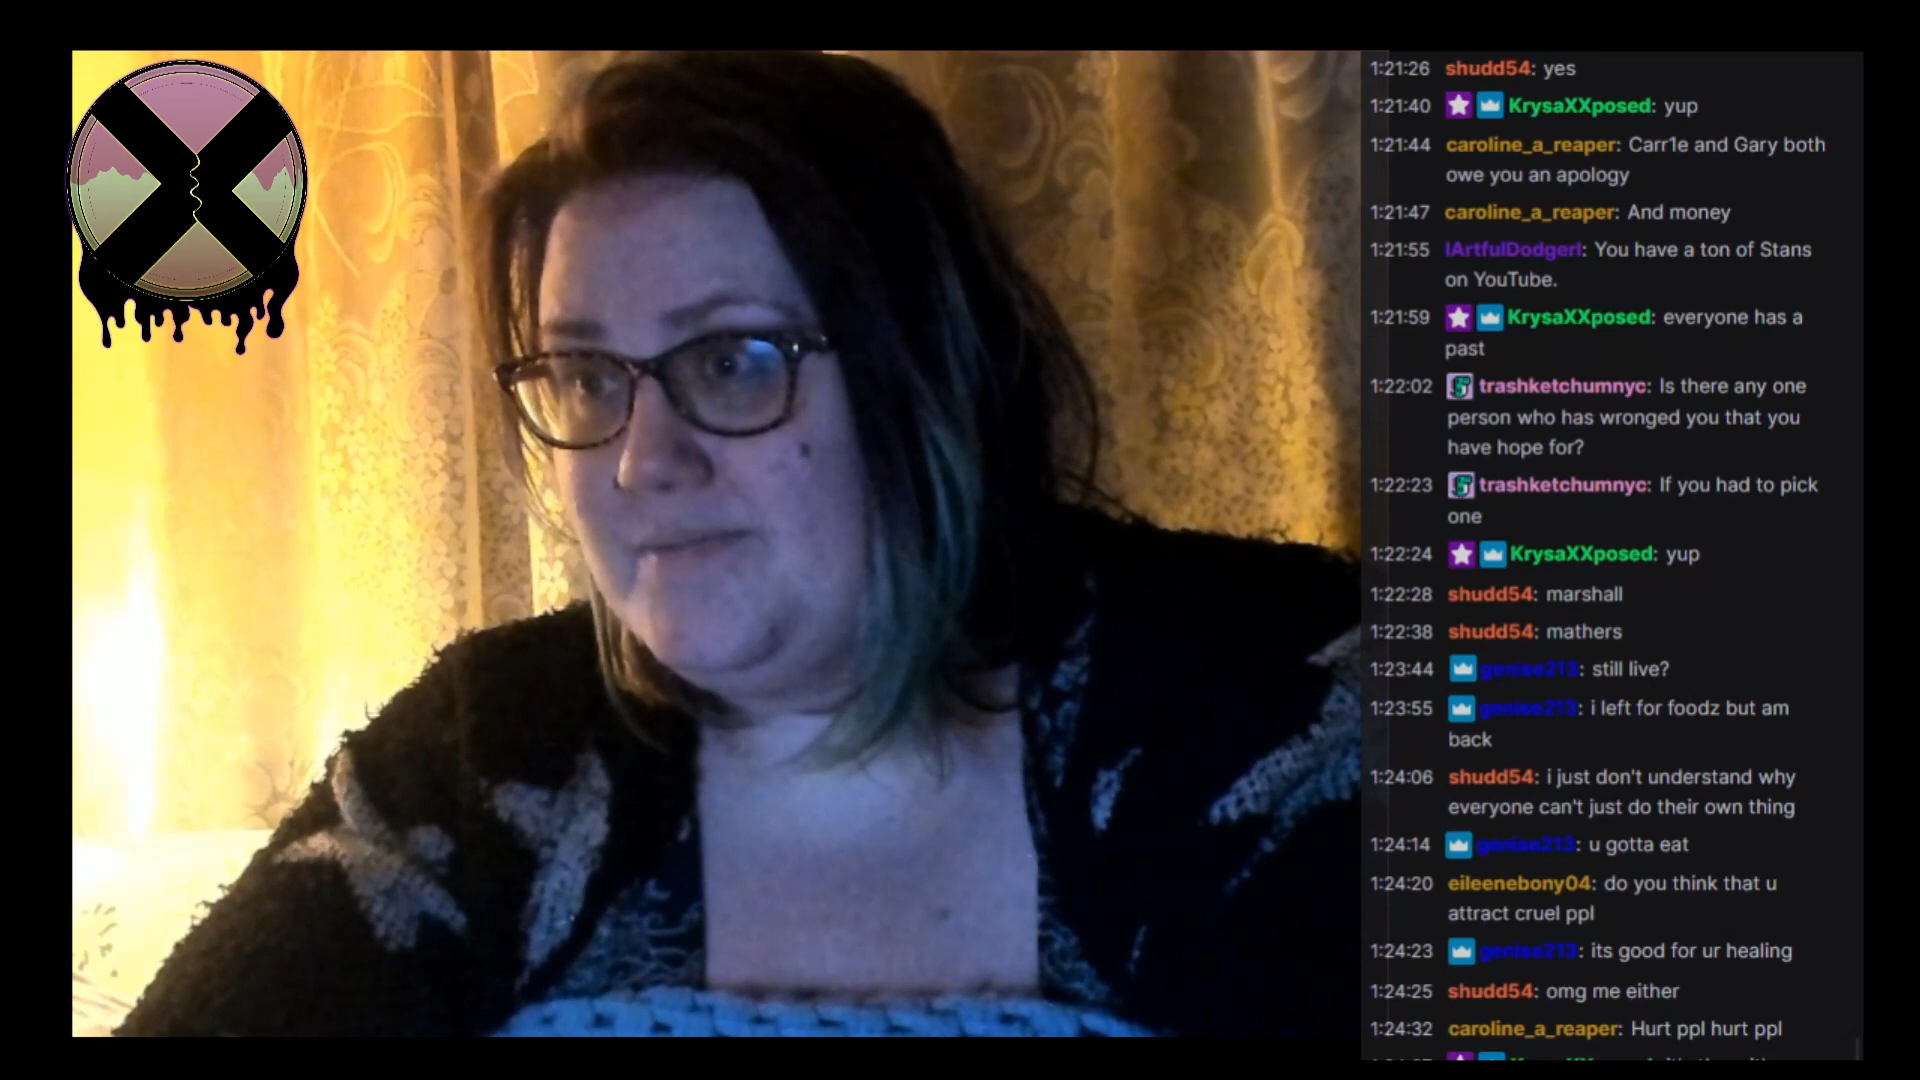 1:21:26 shudd54: yes
1:21:40 KrysaXXposed: yup
1:21:44 caroline_a_reaper: Carr1e and Gary both
owe you an apology
1:21:47 caroline_a_reaper: And money
1:21:55 lArtfulDodgerl: You have a ton of Stans
on YouTube.
1:21:59 KrysaXXposed: everyone has a
past
1:22:02 trashketchumnyc: Is there any one
person who has wronged you that you
have hope for?
1:22:23 trashketchumnyc: If you had to pick
one
1:22:24 KrysaXXposed: yup
1:22:28 shudd54: marshall
1:22:38 shudd54: mathers
1:23:44 genise213: still live?
1:23:55 genise213: i left for foodz but am
back
1:24:06 shudd54: i just don't understand why
everyone can't just do their own thing
1:24:14 genise213: u gotta eat
1:24:20 eileenebony04: do you think that u
attract cruel ppl
1:24:23 genise213: its good for ur healing
1:24:25 shudd54: omg me either
1:24:32 caroline_a_reaper: Hurt ppl hurt ppl